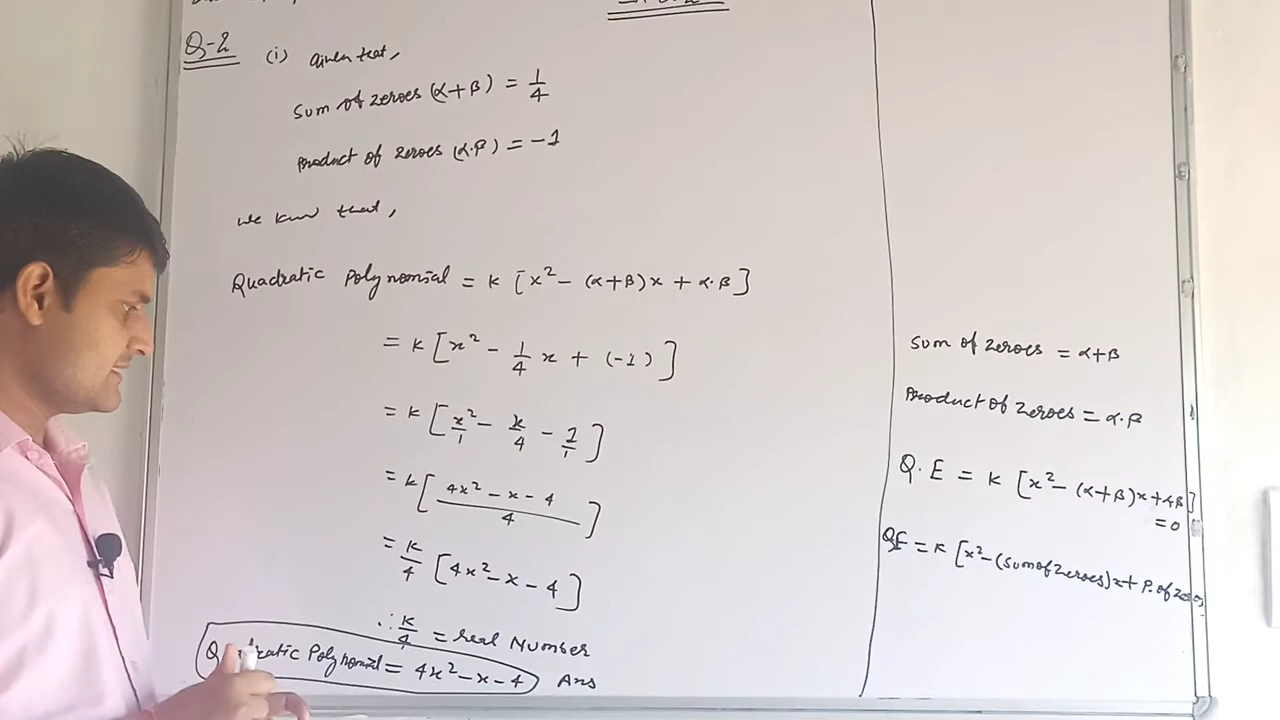 Q-2 (i) Given that,
Sum of zeroes (α+β) = 1/4
Product of zeroes (α.β) = -1
we know that,
Quadratic Polynomial = K [x² - (α+β)x + α.β]
= K [x² - 1/4 x + (-1)]
= K [x²/1 - x/4 - 1/1]
= K [(4x² - x - 4)/4]
= K/4 [4x² - x - 4]
∴ K/4 = real Number
Quadratic Polynomial = 4x² - x - 4 Ans
Sum of zeroes = α+β
Product of zeroes = α.β
Q.E = K [x² - (α+β)x + αβ]
= 0
QE = K [x² - (sum of zeroes)x + P. of zeroes